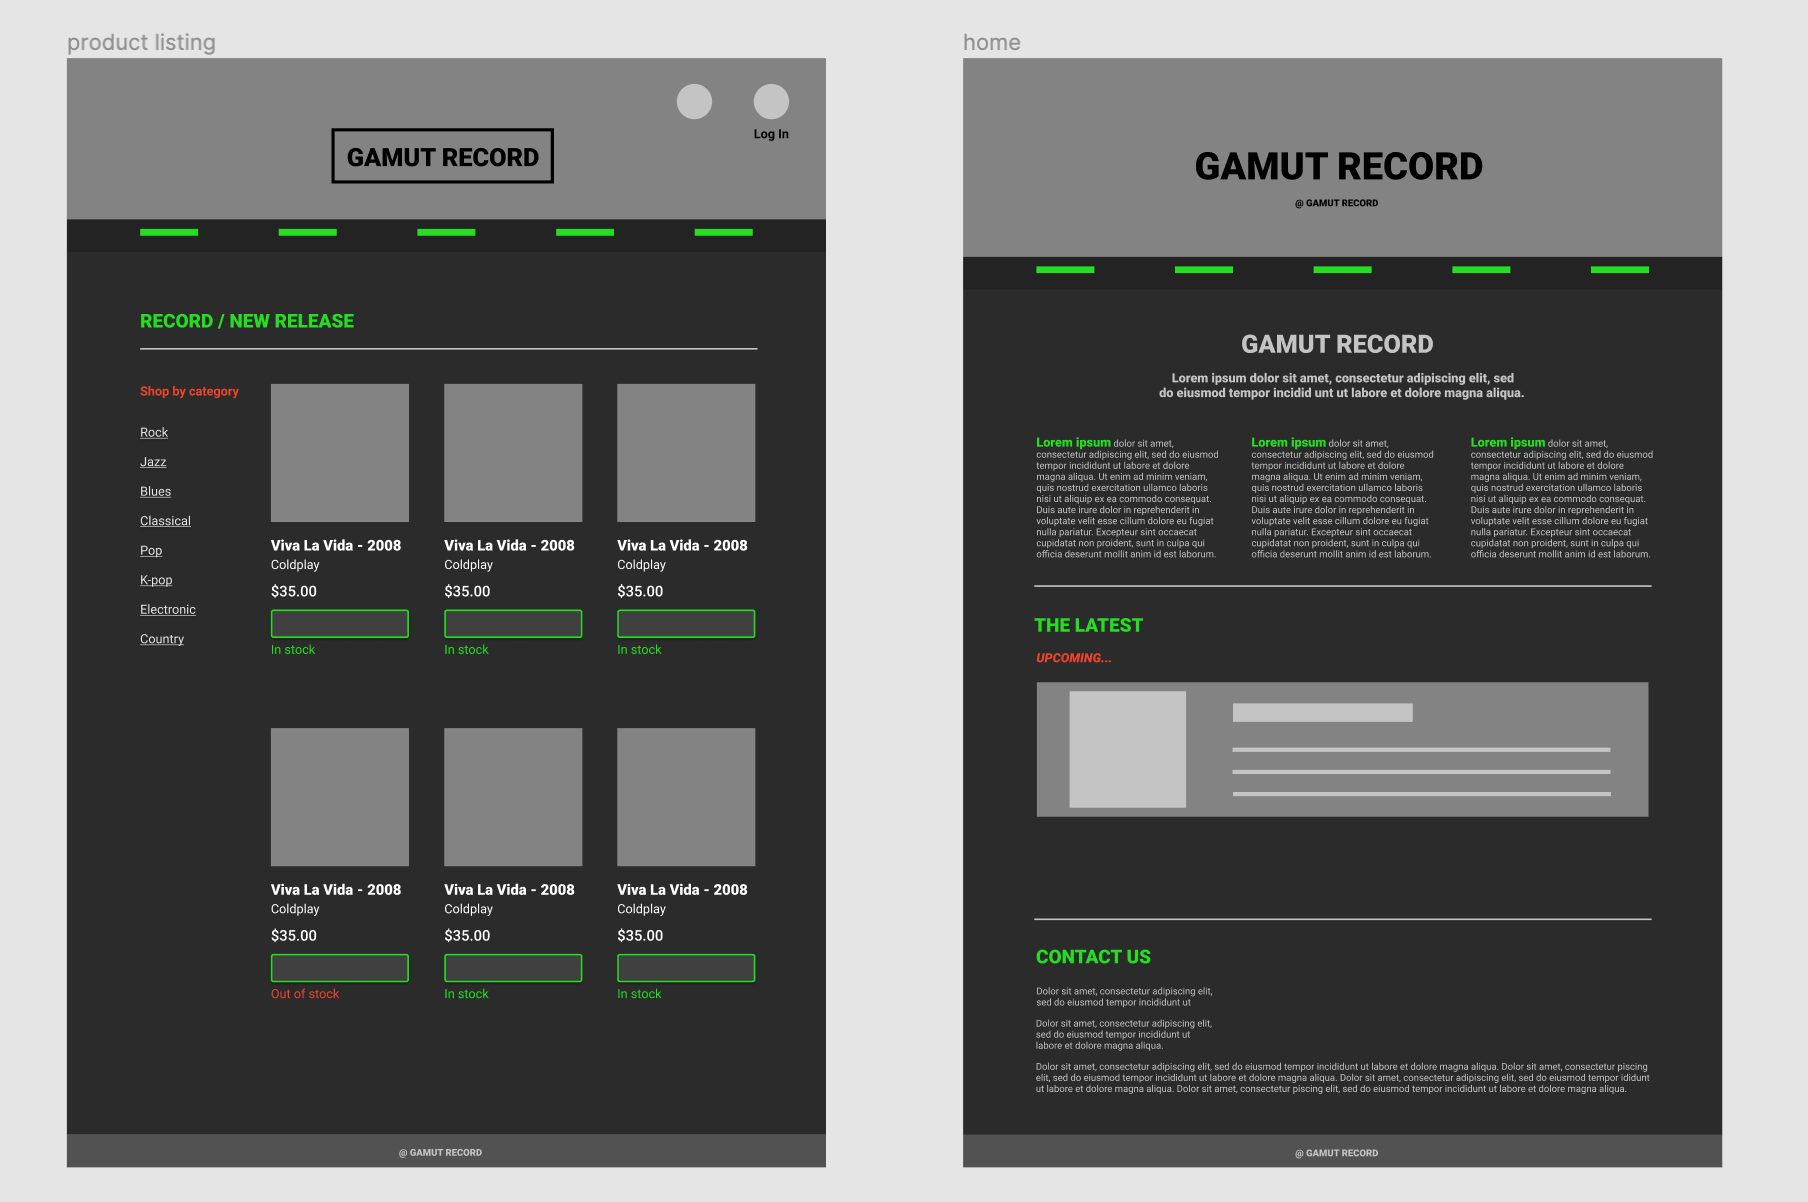 product listing
Log In
GAMUT RECORD
RECORD / NEW RELEASE
Shop by category
Rock
Jazz
Blues
Classical
Pop
K-pop
Electronic
Country
Viva La Vida - 2008
Coldplay
$35.00
In stock
Viva La Vida - 2008
Coldplay
$35.00
In stock
Viva La Vida - 2008
Coldplay
$35.00
In stock
Viva La Vida - 2008
Coldplay
$35.00
Out of stock
Viva La Vida - 2008
Coldplay
$35.00
In stock
Viva La Vida - 2008
Coldplay
$35.00
In stock
@ GAMUT RECORD
home
GAMUT RECORD
@ GAMUT RECORD
GAMUT RECORD
Lorem ipsum dolor sit amet, consectetur adipiscing elit, sed
do eiusmod tempor incidid unt ut labore et dolore magna aliqua.
Lorem ipsum dolor sit amet,
consectetur adipiscing elit, sed do eiusmod
tempor incididunt ut labore et dolore
magna aliqua. Ut enim ad minim veniam,
quis nostrud exercitation ullamco laboris
nisi ut aliquip ex ea commodo consequat.
Duis aute irure dolor in reprehenderit in
voluptate velit esse cillum dolore eu fugiat
nulla pariatur. Excepteur sint occaecat
cupidatat non proident, sunt in culpa qui
officia deserunt mollit anim id est laborum.
Lorem ipsum dolor sit amet,
consectetur adipiscing elit, sed do eiusmod
tempor incididunt ut labore et dolore
magna aliqua. Ut enim ad minim veniam,
quis nostrud exercitation ullamco laboris
nisi ut aliquip ex ea commodo consequat.
Duis aute irure dolor in reprehenderit in
voluptate velit esse cillum dolore eu fugiat
nulla pariatur. Excepteur sint occaecat
cupidatat non proident, sunt in culpa qui
officia deserunt mollit anim id est laborum.
Lorem ipsum dolor sit amet,
consectetur adipiscing elit, sed do eiusmod
tempor incididunt ut labore et dolore
magna aliqua. Ut enim ad minim veniam,
quis nostrud exercitation ullamco laboris
nisi ut aliquip ex ea commodo consequat.
Duis aute irure dolor in reprehenderit in
voluptate velit esse cillum dolore eu fugiat
nulla pariatur. Excepteur sint occaecat
cupidatat non proident, sunt in culpa qui
officia deserunt mollit anim id est laborum.
THE LATEST
UPCOMING...
CONTACT US
Dolor sit amet, consectetur adipiscing elit,
sed do eiusmod tempor incididunt ut
Dolor sit amet, consectetur adipiscing elit,
sed do eiusmod tempor incididunt ut
labore et dolore magna aliqua.
Dolor sit amet, consectetur adipiscing elit, sed do eiusmod tempor incididunt ut labore et dolore magna aliqua. Dolor sit amet, consectetur piscing
elit, sed do eiusmod tempor incididunt ut labore et dolore magna aliqua. Dolor sit amet, consectetur adipiscing elit, sed do eiusmod tempor ididunt
ut labore et dolore magna aliqua. Dolor sit amet, consectetur piscing elit, sed do eiusmod tempor incididunt ut labore et dolore magna aliqua.
@ GAMUT RECORD